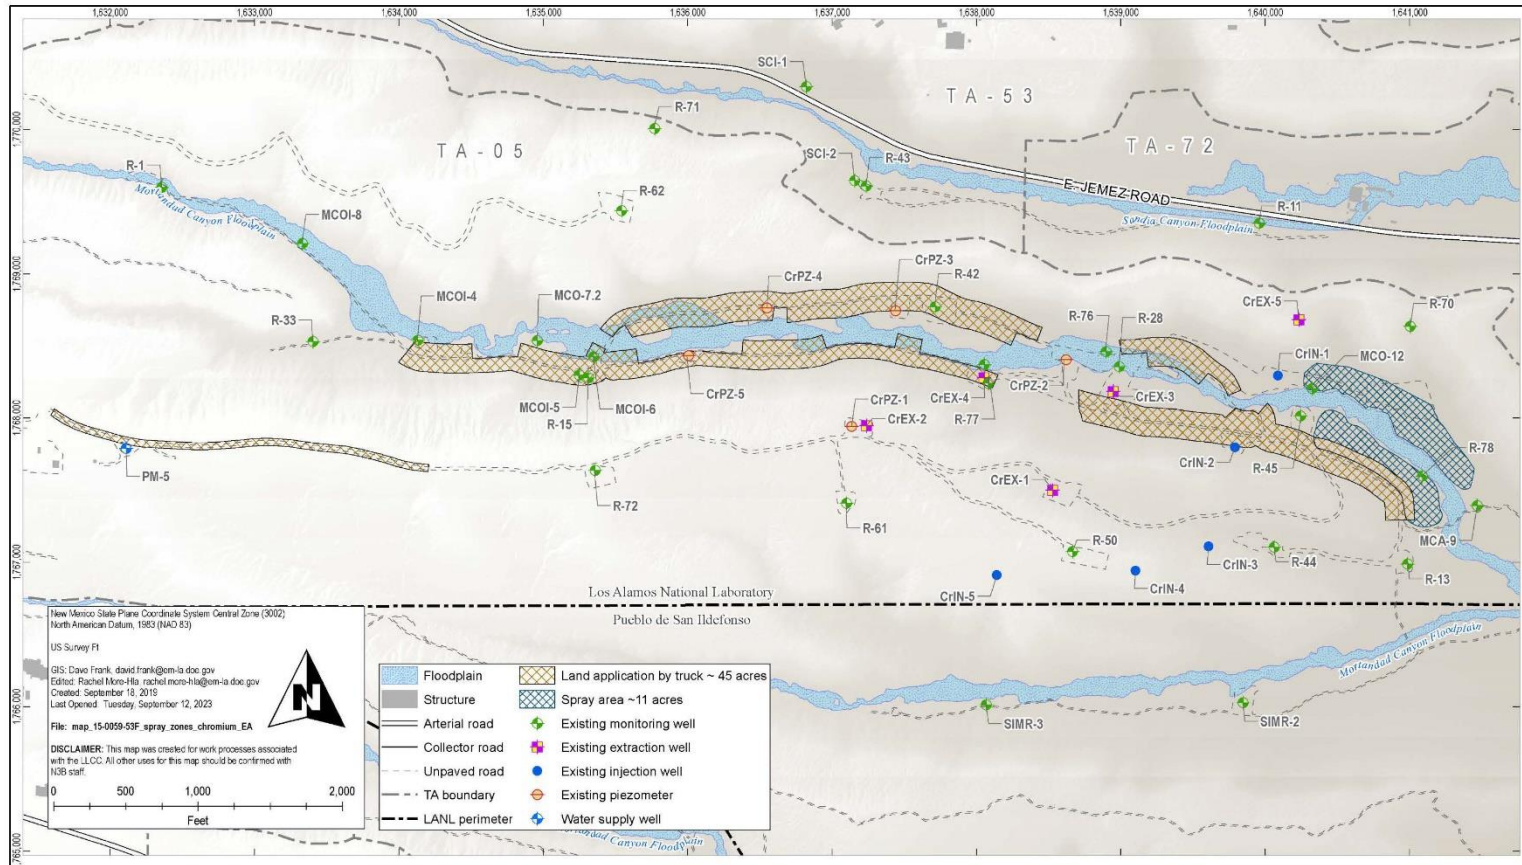 1,632,000
1,633,000
1,634,000
1,635,000
1,636,000
1,637,000
1,638,000
1,639,000
1,640,000
1,641,000
1,770,000
1,769,000
1,768,000
1,767,000
1,766,000
1,765,000
SCI-1
TA-53
R-71
TA-05
TA-72
SCI-2
R-43
R-1
Mortandad Canyon Floodplain
R-62
E. JEMEZ ROAD
R-11
Sandia Canyon Floodplain
MCOI-8
CrPZ-3
CrPZ-4
R-42
CrEX-5
R-70
R-33
MCOI-4
MCO-7.2
R-76
R-28
CrIN-1
MCO-12
MCOI-5
MCOI-6
R-15
CrPZ-5
CrPZ-1
CrEX-2
CrEX-4
R-77
CrPZ-2
CrEX-3
R-78
CrIN-2
R-45
PM-5
CrEX-1
R-72
R-61
R-50
MCA-9
CrIN-3
R-44
R-13
CrIN-5
CrIN-4
Los Alamos National Laboratory
Pueblo de San Ildefonso
Mortandad Canyon Floodplain
SIMR-3
SIMR-2
New Mexico State Plane Coordinate System Central Zone (3002)
North American Datum, 1983 (NAD 83)
US Survey Ft
GIS: Dave Frank, david.frank@em-la.doe.gov
Edited: Rachel More-Hla rachel.more-hla@em-la.doe.gov
Created: September 18, 2019
Last Opened: Tuesday, September 12, 2023
File: map_15-0059-53F_spray_zones_chromium_EA
DISCLAIMER: This map was created for work processes associated
with the LLCC. All other uses for this map should be confirmed with
N3B staff.
N
0 500 1,000 2,000
Feet
Floodplain
Structure
Arterial road
Collector road
Unpaved road
TA boundary
LANL perimeter
Land application by truck ~ 45 acres
Spray area ~11 acres
Existing monitoring well
Existing extraction well
Existing injection well
Existing piezometer
Water supply well
Canyon Floodplain